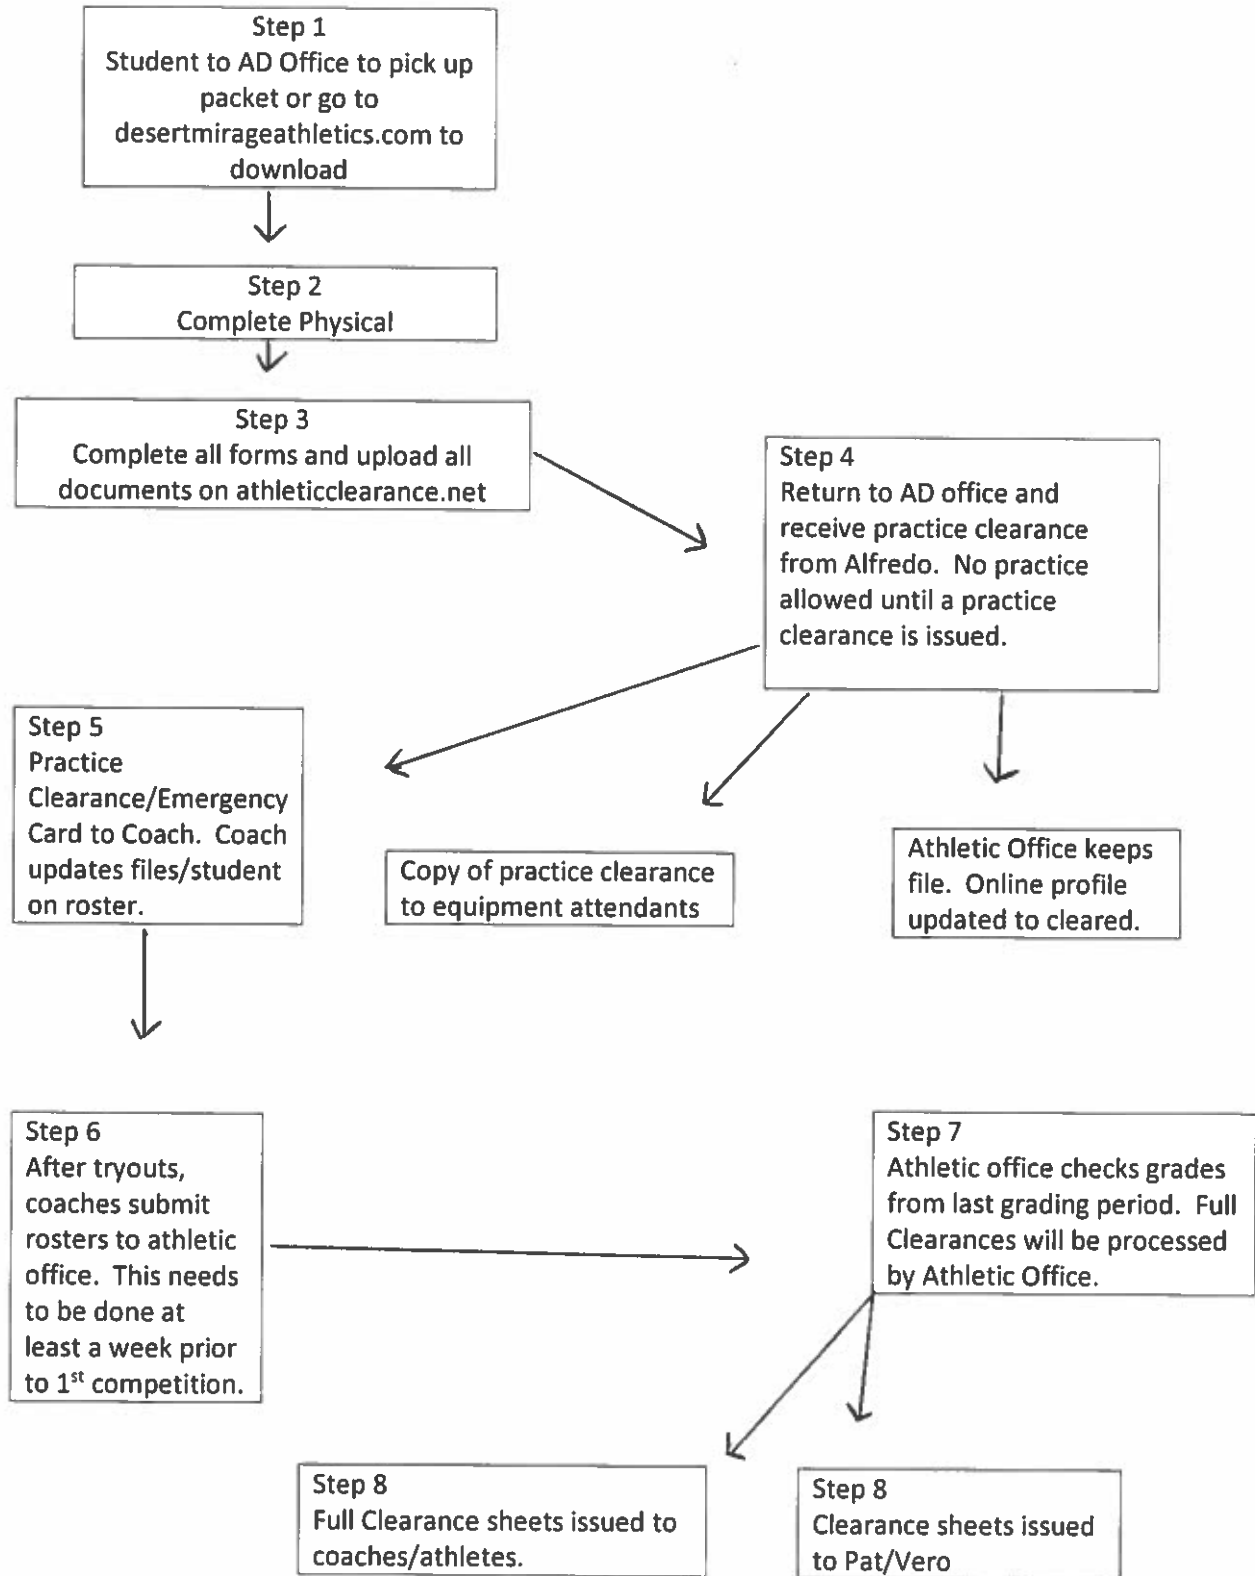 Step 1
Student to AD Office to pick up
packet or go to
desertmirageathletics.com to
download
Step 2
Complete Physical
Step 3
Complete all forms and upload all
documents on athleticclearance.net
Step 4
Return to AD office and
receive practice clearance
from Alfredo. No practice
allowed until a practice
clearance is issued.
Step 5
Practice
Clearance/Emergency
Card to Coach. Coach
updates files/student
on roster.
Copy of practice clearance
to equipment attendants
Athletic Office keeps
file. Online profile
updated to cleared.
Step 6
After tryouts,
coaches submit
rosters to athletic
office. This needs
to be done at
least a week prior
to 1st competition.
Step 7
Athletic office checks grades
from last grading period. Full
Clearances will be processed
by Athletic Office.
Step 8
Full Clearance sheets issued to
coaches/athletes.
Step 8
Clearance sheets issued
to Pat/Vero